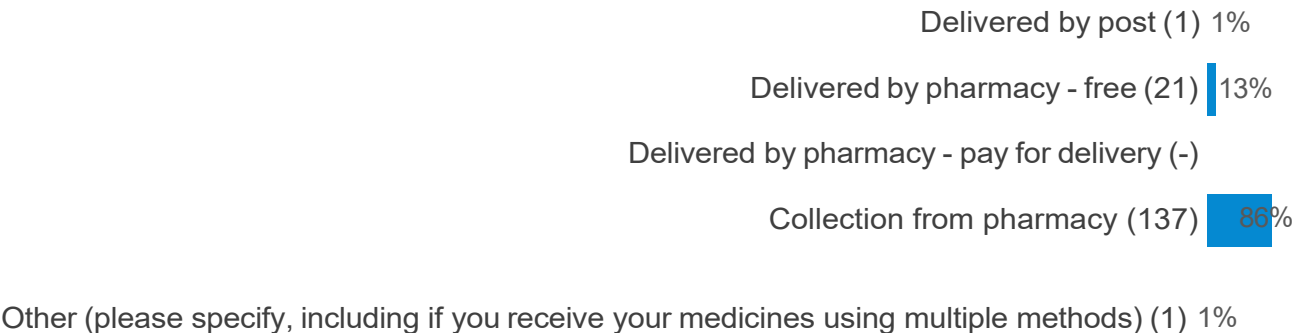 Delivered by post (1) 1%
Delivered by pharmacy - free (21) 13%
Delivered by pharmacy - pay for delivery (-)
Collection from pharmacy (137) 86%
Other (please specify, including if you receive your medicines using multiple methods) (1) 1%